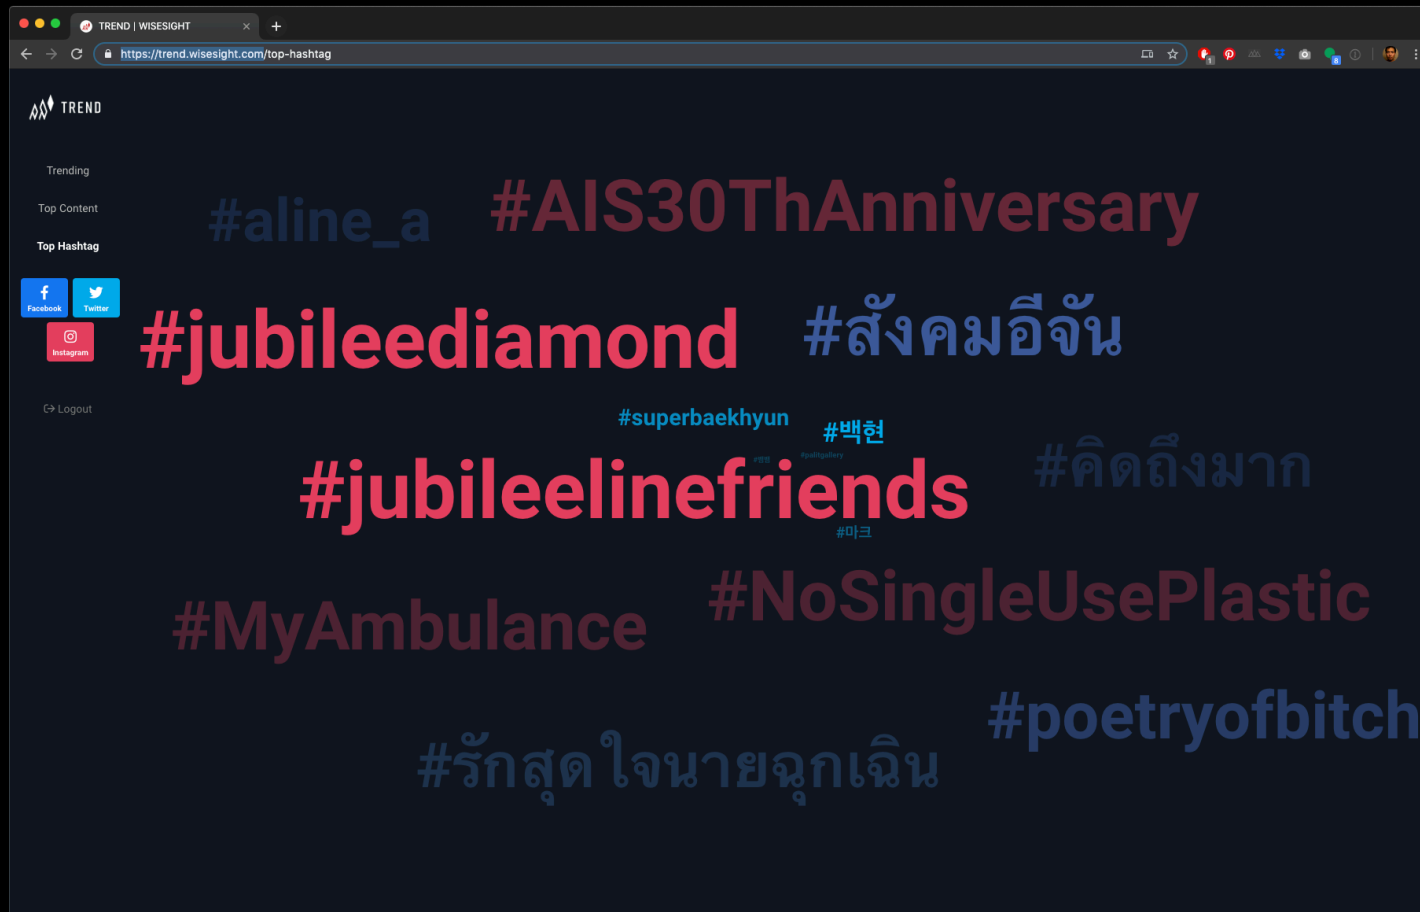 TREND | WISESIGHT
https://trend.wisesight.com/top-hashtag
1
8
TREND
Trending
Top Content
Top Hashtag
Facebook
Twitter
Instagram
Logout
#aline_a
#AIS30ThAnniversary
#jubileediamond
#สังคมอีจัน
#superbaekhyun
#백현
#palitgallery
#jubileelinefriends
#คิดถึงมาก
#마크
#NoSingleUsePlastic
#MyAmbulance
#poetryofbitch
#รักสุดใจนายฉุกเฉิน